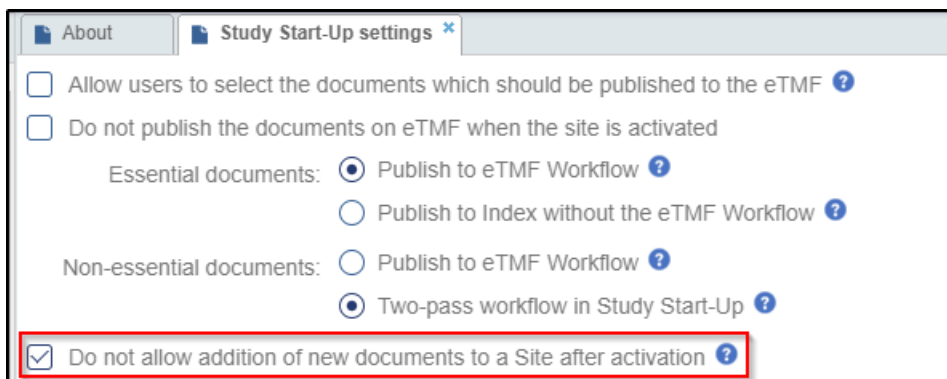 About
Study Start-Up settings
Allow users to select the documents which should be published to the eTMF
Do not publish the documents on eTMF when the site is activated
Essential documents: Publish to eTMF Workflow
Publish to Index without the eTMF Workflow
Non-essential documents: Publish to eTMF Workflow
Two-pass workflow in Study Start-Up
Do not allow addition of new documents to a Site after activation